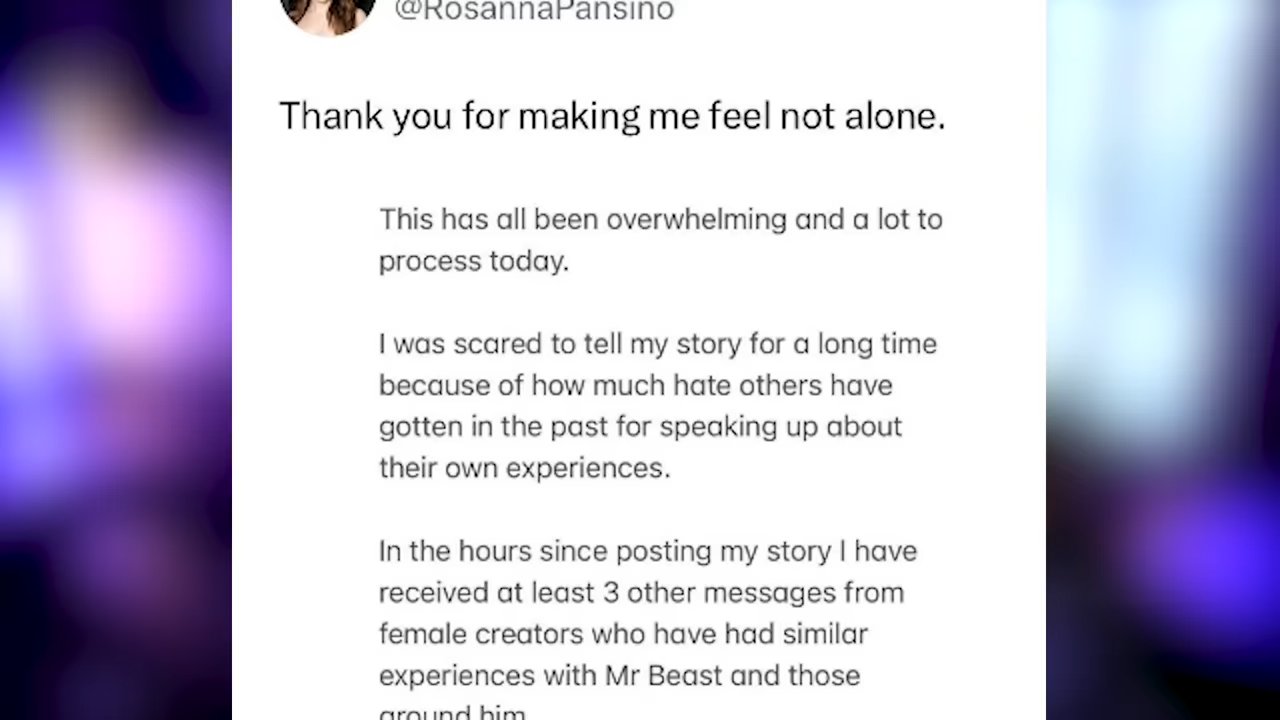 @RosannaPansino
Thank you for making me feel not alone.
This has all been overwhelming and a lot to
process today.
I was scared to tell my story for a long time
because of how much hate others have
gotten in the past for speaking up about
their own experiences.
In the hours since posting my story I have
received at least 3 other messages from
female creators who have had similar
experiences with Mr Beast and those
around him.